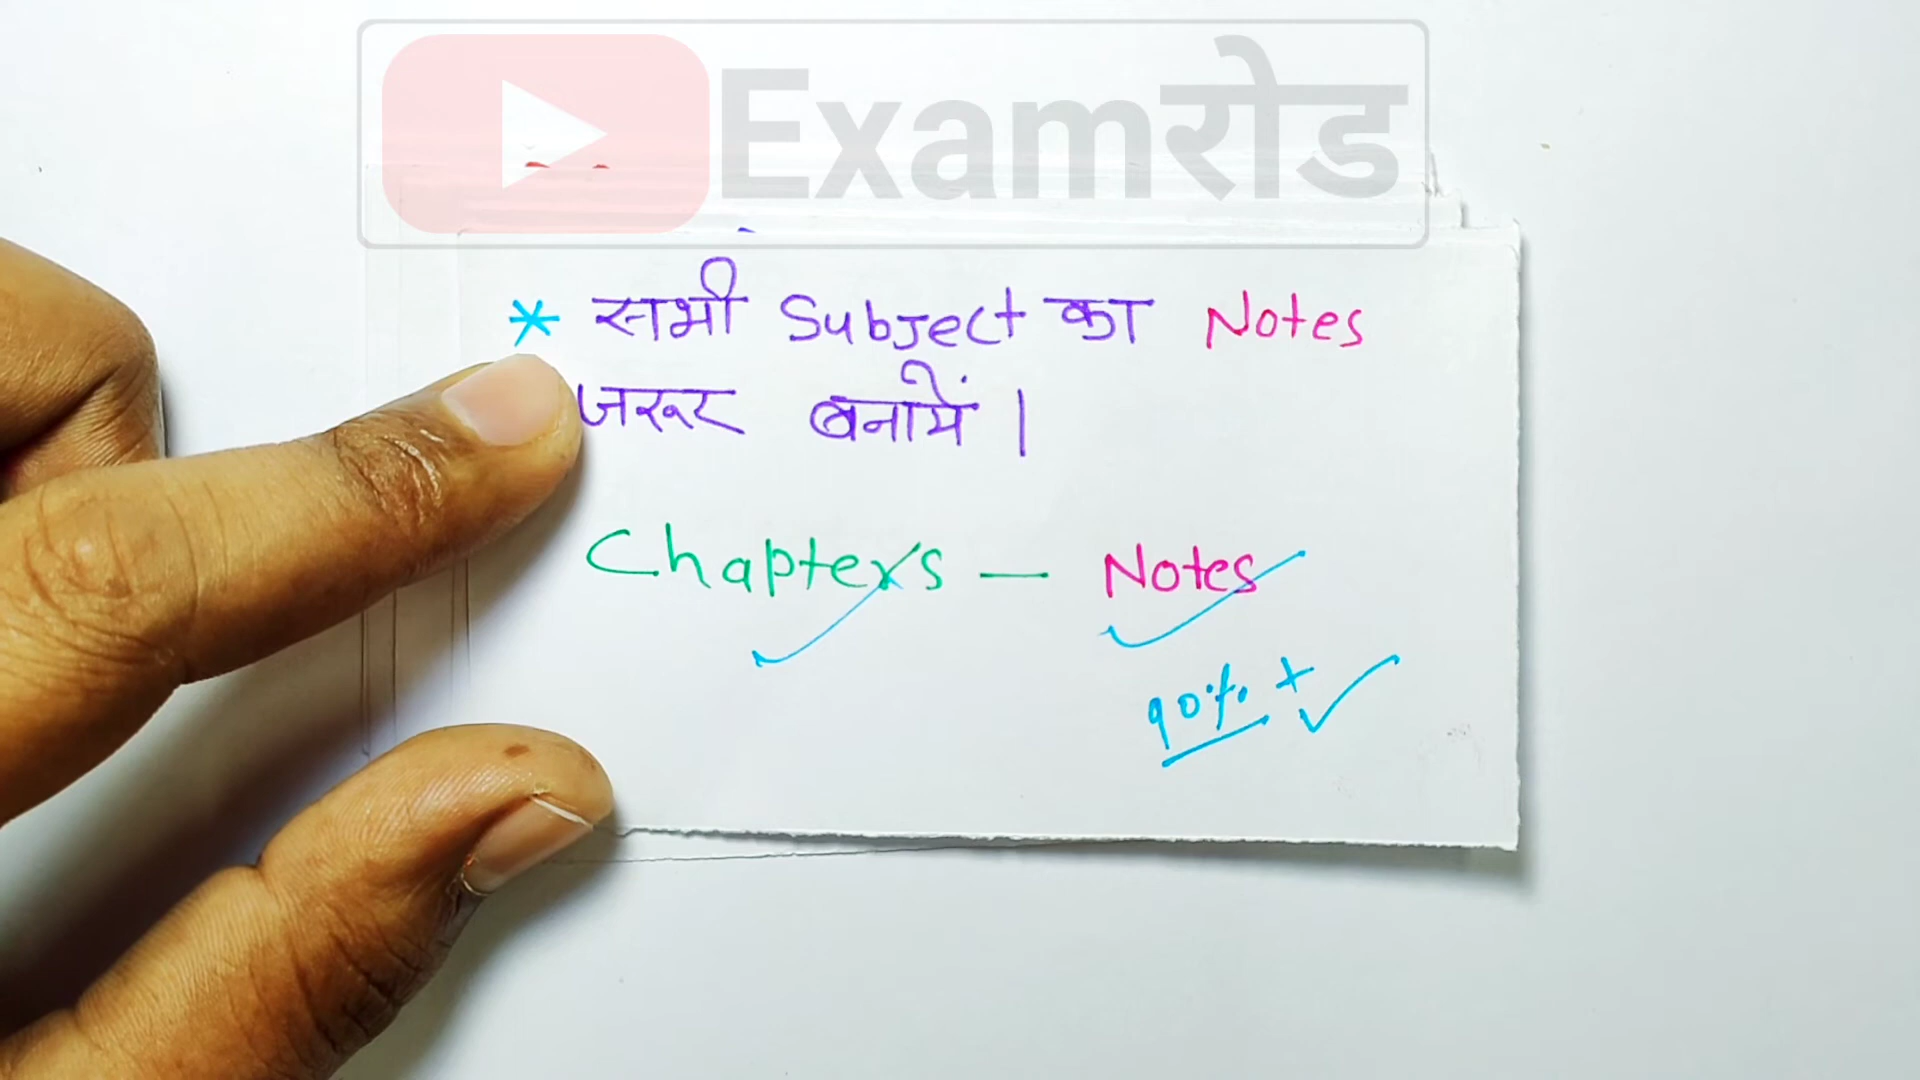 Examरोड
* सभी Subject का Notes
जरूर बनायें।
Chapters — Notes
90% +